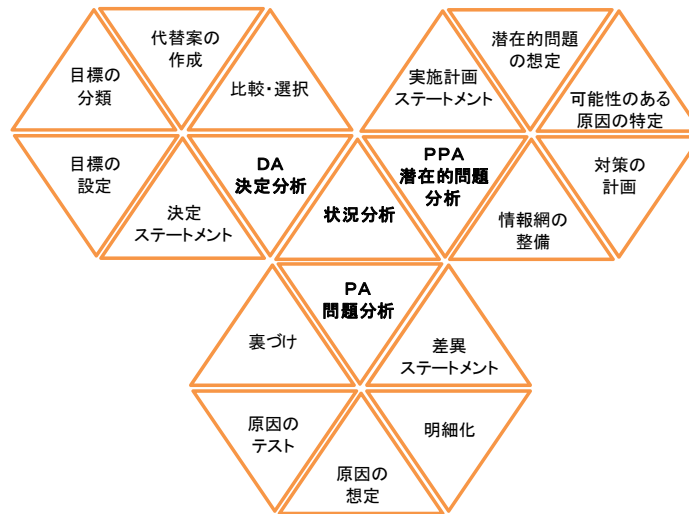 代替案の
作成
目標の
分類
比較・選択
目標の
設定
決定
ステートメント
DA
決定分析
状況分析
潜在的問題
の想定
実施計画
ステートメント
可能性のある
原因の特定
PPA
潜在的問題
分析
対策の
計画
情報網の
整備
PA
問題分析
裏づけ
差異
ステートメント
原因の
テスト
明細化
原因の
想定